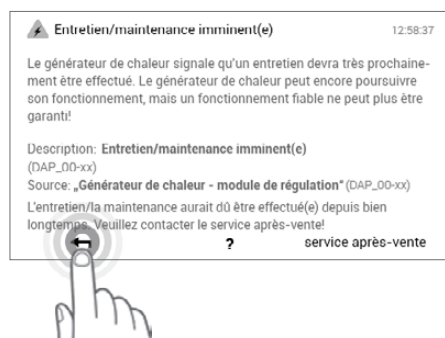 Entretien/maintenance imminent(e)
12:58:37
Le générateur de chaleur signale qu'un entretien devra très prochaine-
ment être effectué. Le générateur de chaleur peut encore poursuivre
son fonctionnement, mais un fonctionnement fiable ne peut plus être
garanti!
Description: Entretien/maintenance imminent(e)
(DAP_00-xx)
Source: „Générateur de chaleur - module de régulation“ (DAP_00-xx)
L'entretien/la maintenance aurait dû être effectué(e) depuis bien
longtemps. Veuillez contacter le service après-vente!
? service après-vente